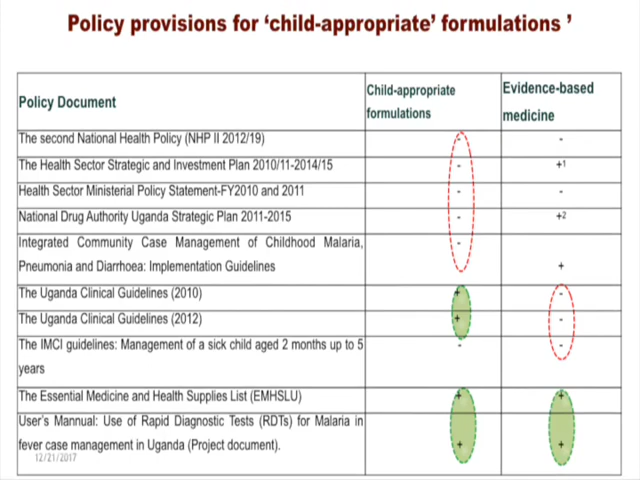 Policy provisions for ‘child-appropriate’ formulations ’
Policy Document
Child-appropriate
formulations
Evidence-based
medicine
The second National Health Policy (NHP II 2012/19) - -
The Health Sector Strategic and Investment Plan 2010/11-2014/15 - +1
Health Sector Ministerial Policy Statement-FY2010 and 2011 - -
National Drug Authority Uganda Strategic Plan 2011-2015 - +2
Integrated Community Case Management of Childhood Malaria, -
Pneumonia and Diarrhoea: Implementation Guidelines +
The Uganda Clinical Guidelines (2010) + -
The Uganda Clinical Guidelines (2012) + -
The IMCI guidelines: Management of a sick child aged 2 months up to 5 - -
years
The Essential Medicine and Health Supplies List (EMHSLU) + +
User's Mannual: Use of Rapid Diagnostic Tests (RDTs) for Malaria in
fever case management in Uganda (Project document). + +
12/21/2017